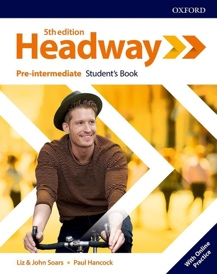 OXFORD
5th edition
Headway
Pre-intermediate Student's Book
With Online
Practice
Liz & John Soars • Paul Hancock